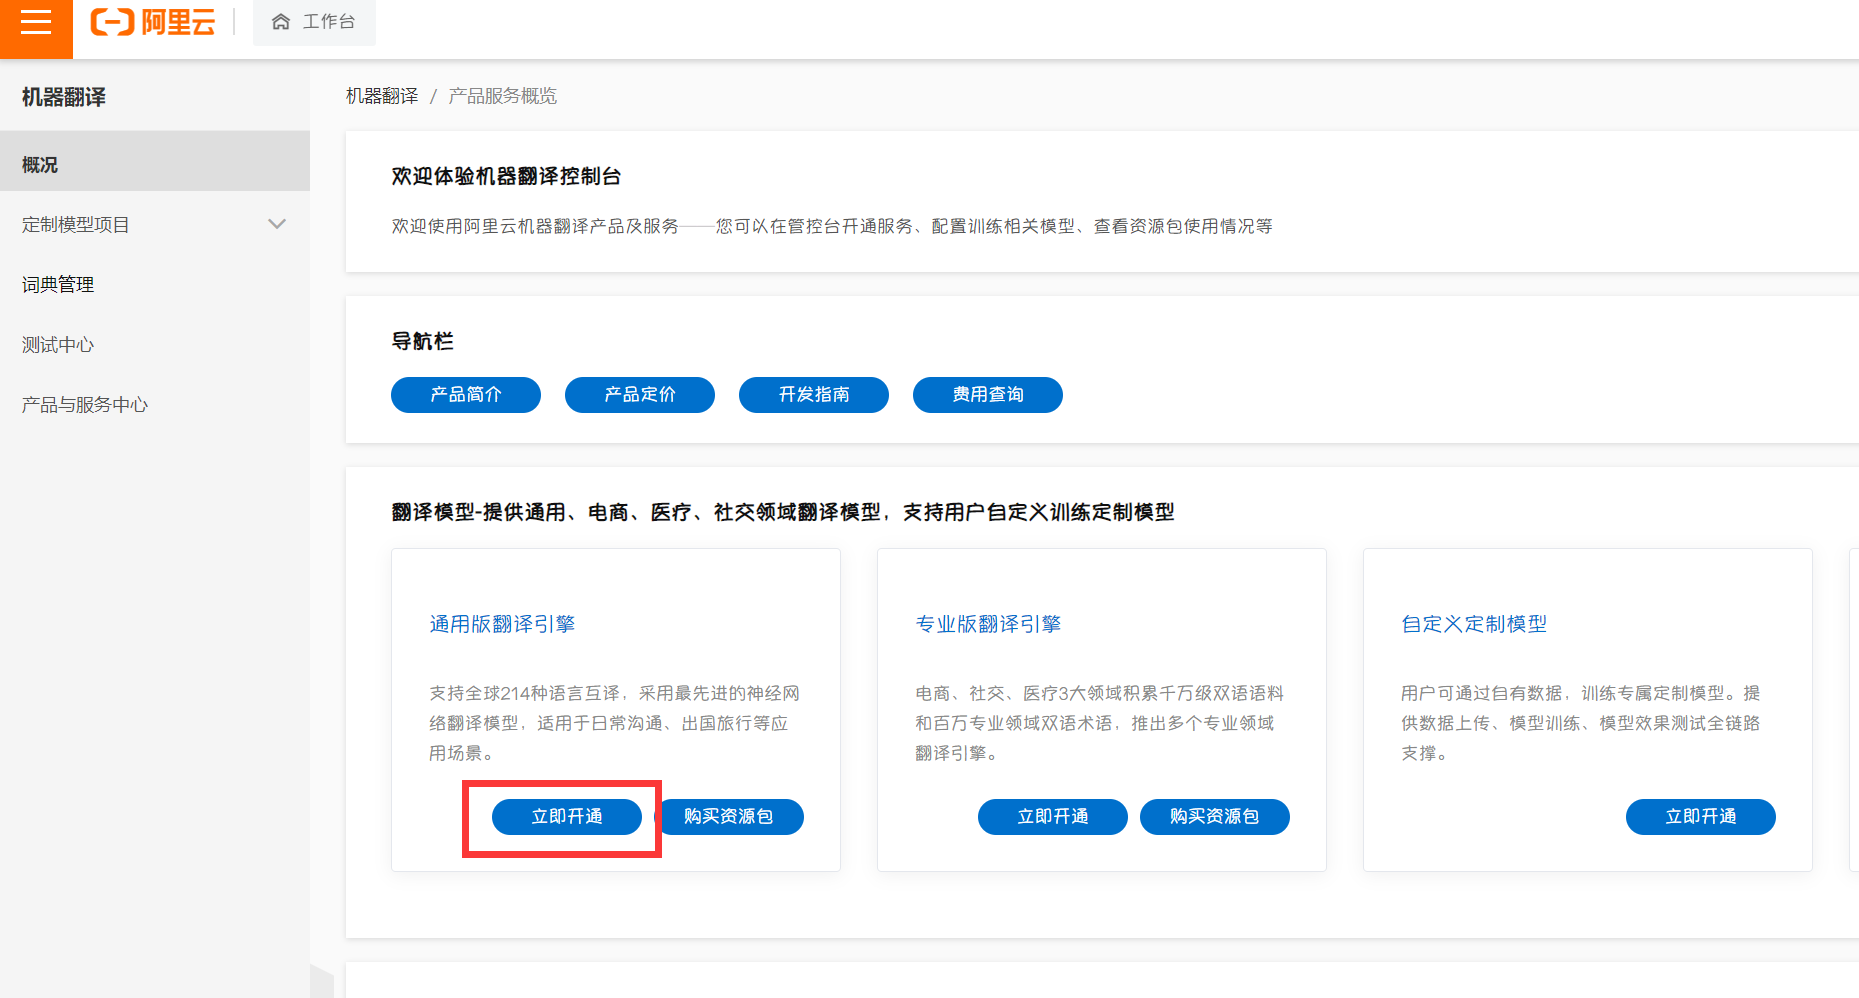 阿里云
工作台
机器翻译
概况
定制模型项目
词典管理
测试中心
产品与服务中心
机器翻译 / 产品服务概览
欢迎体验机器翻译控制台
欢迎使用阿里云机器翻译产品及服务——您可以在管控台开通服务、配置训练相关模型、查看资源包使用情况等
导航栏
产品简介
产品定价
开发指南
费用查询
翻译模型-提供通用、电商、医疗、社交领域翻译模型，支持用户自定义训练定制模型
通用版翻译引擎
支持全球214种语言互译，采用最先进的神经网
络翻译模型，适用于日常沟通、出国旅行等应
用场景。
立即开通
购买资源包
专业版翻译引擎
电商、社交、医疗3大领域积累千万级双语语料
和百万专业领域双语术语，推出多个专业领域
翻译引擎。
立即开通
购买资源包
自定义定制模型
用户可通过自有数据，训练专属定制模型。提
供数据上传、模型训练、模型效果测试全链路
支撑。
立即开通